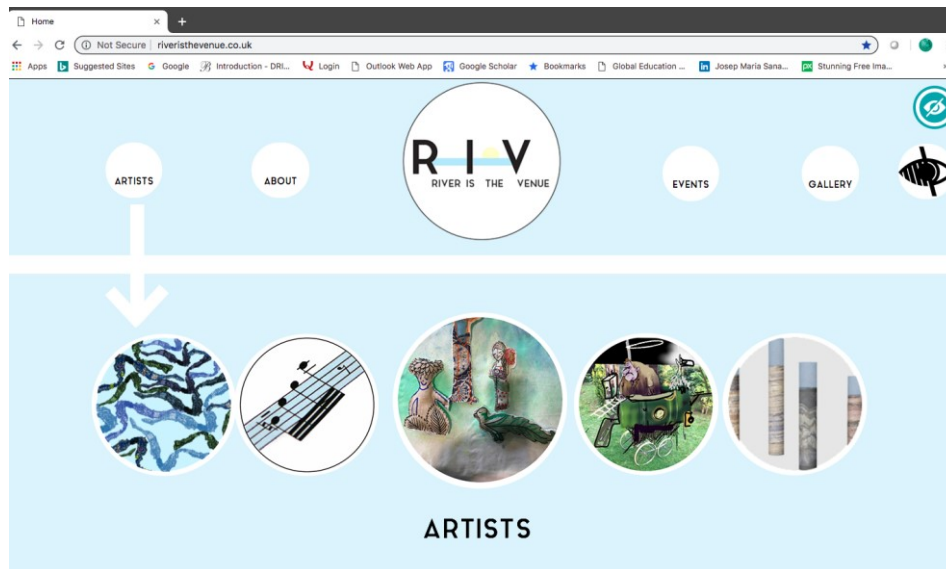 Home
Not Secure | riveristhevenue.co.uk
Apps Suggested Sites Google Introduction - DRI... Login Outlook Web App Google Scholar Bookmarks Global Education ... Josep Maria Sana... Stunning Free Ima... »
ARTISTS ABOUT R I V EVENTS GALLERY
RIVER IS THE VENUE
ARTISTS